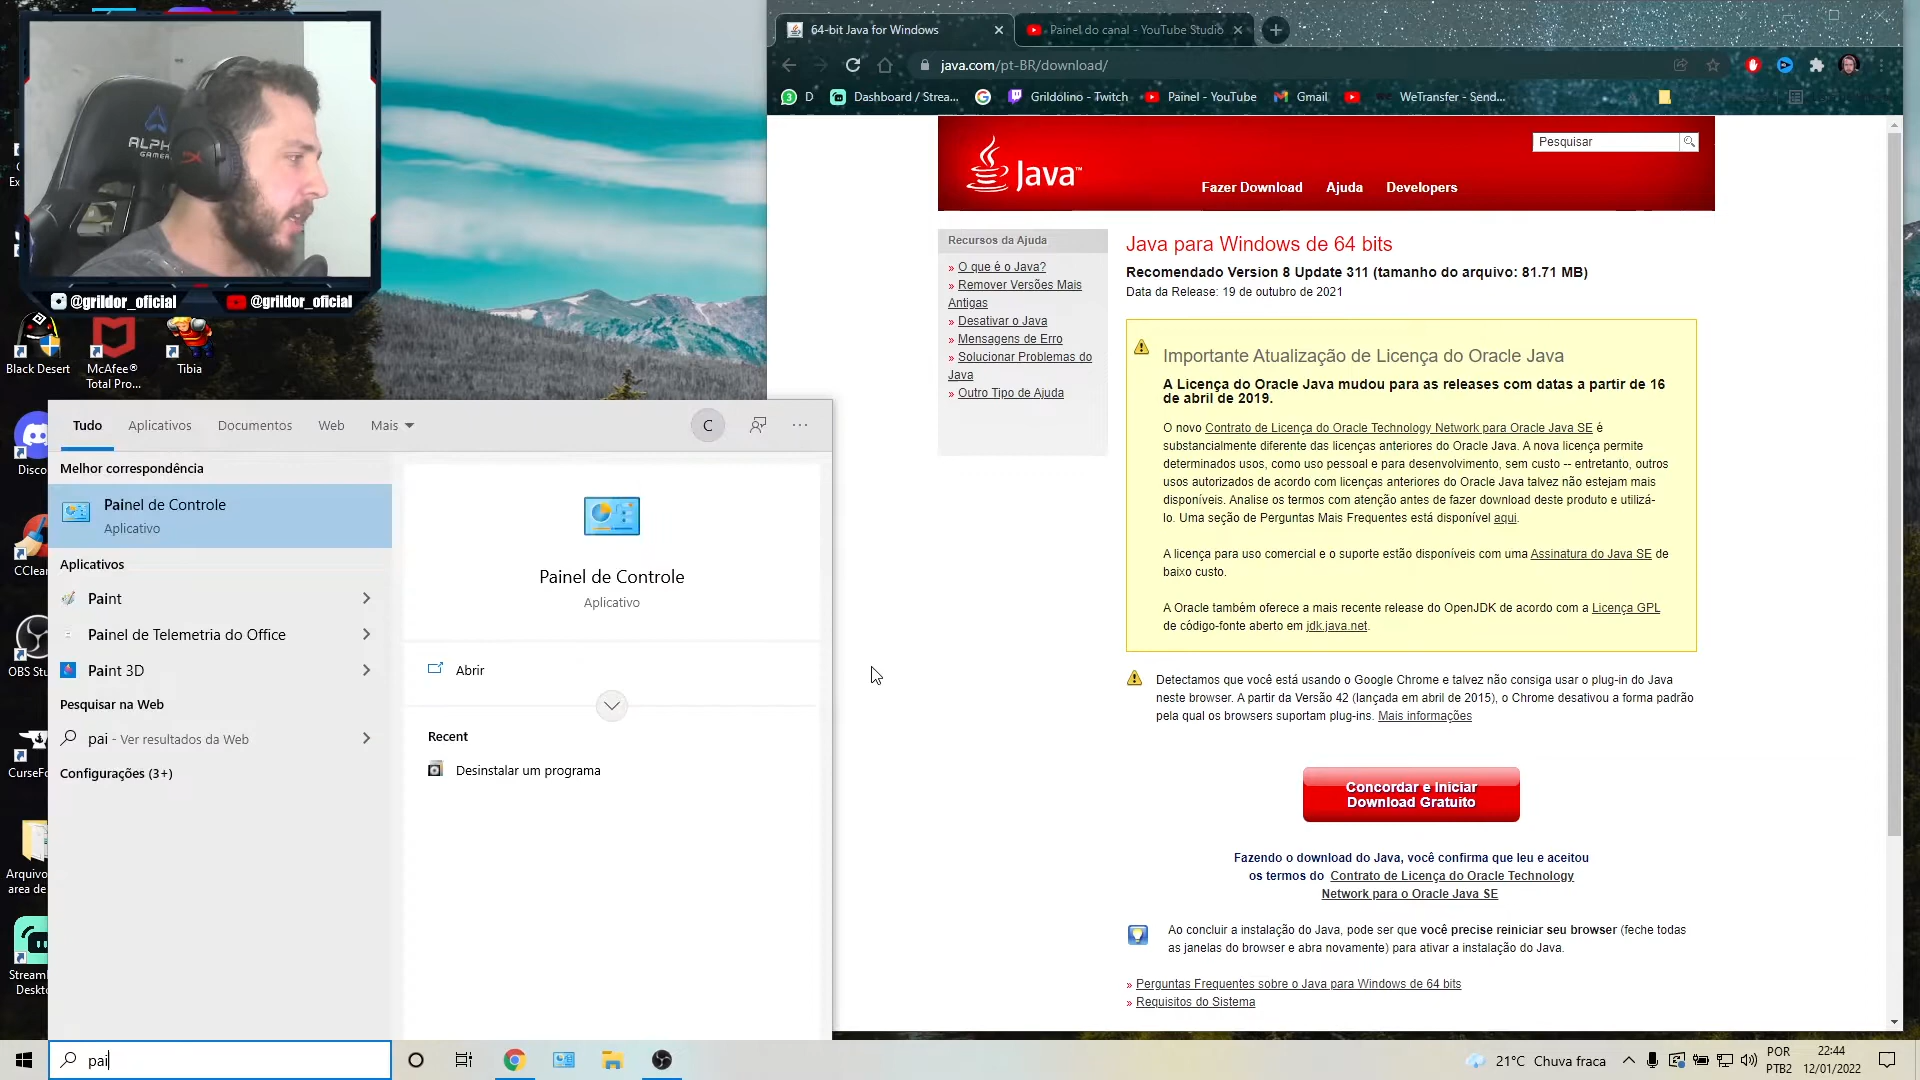 ALPH
GAMER
@grildor_oficial
@grildor_oficial
Black Desert
McAfee®
Total Pro...
Tibia
Disco
CClean
OBS Stu
CurseFo
Arquivo
area de
Streaml
Deskto
Tudo
Aplicativos
Documentos
Web
Mais
C
Melhor correspondência
Painel de Controle
Aplicativo
Aplicativos
Paint
Painel de Telemetria do Office
Paint 3D
Pesquisar na Web
pai - Ver resultados da Web
Configurações (3+)
Painel de Controle
Aplicativo
Abrir
Recent
Desinstalar um programa
pai
64-bit Java for Windows
Painel do canal - YouTube Studio
java.com/pt-BR/download/
D
Dashboard / Strea...
Grildolino - Twitch
Painel - YouTube
Gmail
WeTransfer - Send...
Java™
Pesquisar
Fazer Download
Ajuda
Developers
Recursos da Ajuda
» O que é o Java?
» Remover Versões Mais
Antigas
» Desativar o Java
» Mensagens de Erro
» Solucionar Problemas do
Java
» Outro Tipo de Ajuda
Java para Windows de 64 bits
Recomendado Version 8 Update 311 (tamanho do arquivo: 81.71 MB)
Data da Release: 19 de outubro de 2021
Importante Atualização de Licença do Oracle Java
A Licença do Oracle Java mudou para as releases com datas a partir de 16
de abril de 2019.
O novo Contrato de Licença do Oracle Technology Network para Oracle Java SE é
substancialmente diferente das licenças anteriores do Oracle Java. A nova licença permite
determinados usos, como uso pessoal e para desenvolvimento, sem custo -- entretanto, outros
usos autorizados de acordo com licenças anteriores do Oracle Java talvez não estejam mais
disponíveis. Analise os termos com atenção antes de fazer download deste produto e utilizá-
lo. Uma seção de Perguntas Mais Frequentes está disponível aqui.
A licença para uso comercial e o suporte estão disponíveis com uma Assinatura do Java SE de
baixo custo.
A Oracle também oferece a mais recente release do OpenJDK de acordo com a Licença GPL
de código-fonte aberto em jdk.java.net.
Detectamos que você está usando o Google Chrome e talvez não consiga usar o plug-in do Java
neste browser. A partir da Versão 42 (lançada em abril de 2015), o Chrome desativou a forma padrão
pela qual os browsers suportam plug-ins. Mais informações
Concordar e Iniciar
Download Gratuito
Fazendo o download do Java, você confirma que leu e aceitou
os termos do Contrato de Licença do Oracle Technology
Network para o Oracle Java SE
Ao concluir a instalação do Java, pode ser que você precise reiniciar seu browser (feche todas
as janelas do browser e abra novamente) para ativar a instalação do Java.
» Perguntas Frequentes sobre o Java para Windows de 64 bits
» Requisitos do Sistema
21°C Chuva fraca
POR
PTB2
22:44
12/01/2022